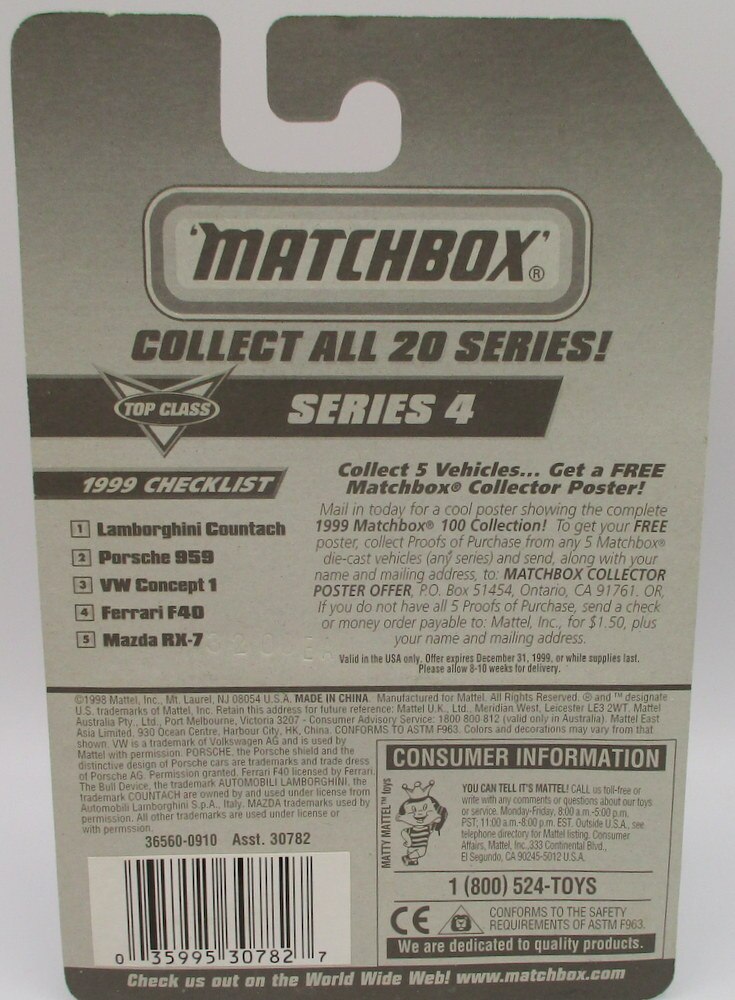 'MATCHBOX'®
COLLECT ALL 20 SERIES!
TOP CLASS
SERIES 4
1999 CHECKLIST
1 Lamborghini Countach
2 Porsche 959
3 VW Concept 1
4 Ferrari F40
5 Mazda RX-7
Collect 5 Vehicles... Get a FREE
Matchbox® Collector Poster!
Mail in today for a cool poster showing the complete
1999 Matchbox® 100 Collection! To get your FREE
poster, collect Proofs of Purchase from any 5 Matchbox®
die-cast vehicles (any series) and send, along with your
name and mailing address, to: MATCHBOX COLLECTOR
POSTER OFFER, P.O. Box 51454, Ontario, CA 91761. OR,
If you do not have all 5 Proofs of Purchase, send a check
or money order payable to: Mattel, Inc., for $1.50, plus
your name and mailing address.
Valid in the USA only. Offer expires December 31, 1999, or while supplies last.
Please allow 8-10 weeks for delivery.
©1998 Mattel, Inc., Mt. Laurel, NJ 08054 U.S.A. MADE IN CHINA. Manufactured for Mattel. All Rights Reserved. ® and ™ designate
U.S. trademarks of Mattel, Inc. Retain this address for future reference: Mattel U.K., Ltd., Meridian West, Leicester LE3 2WT. Mattel
Australia Pty., Ltd., Port Melbourne, Victoria 3207 - Consumer Advisory Service: 1800 800 812 (valid only in Australia). Mattel East
Asia Limited, 930 Ocean Centre, Harbour City, HK, China. CONFORMS TO ASTM F963. Colors and decorations may vary from that
shown. VW is a trademark of Volkswagen AG and is used by
Mattel with permission. PORSCHE, the Porsche shield and the
distinctive design of Porsche cars are trademarks and trade dress
of Porsche AG. Permission granted. Ferrari F40 licensed by Ferrari.
The Bull Device, the trademark AUTOMOBILI LAMBORGHINI, the
trademark COUNTACH are owned by and used under license from
Automobili Lamborghini S.p.A., Italy. MAZDA trademarks used by
permission. All other trademarks are used under license or
with permission.
36560-0910 Asst. 30782
0 35995 30782 7
CONSUMER INFORMATION
MATTY MATTEL™ toys
YOU CAN TELL IT'S MATTEL! CALL us toll-free or
write with any comments or questions about our toys
or service. Monday-Friday, 8:00 a.m.-5:00 p.m.
PST; 11:00 a.m.-8:00 p.m. EST. Outside U.S.A., see
telephone directory for Mattel listing. Consumer
Affairs, Mattel, Inc., 333 Continental Blvd.,
El Segundo, CA 90245-5012 U.S.A.
1 (800) 524-TOYS
CE
CONFORMS TO THE SAFETY
REQUIREMENTS OF ASTM F963.
We are dedicated to quality products.
Check us out on the World Wide Web! www.matchbox.com